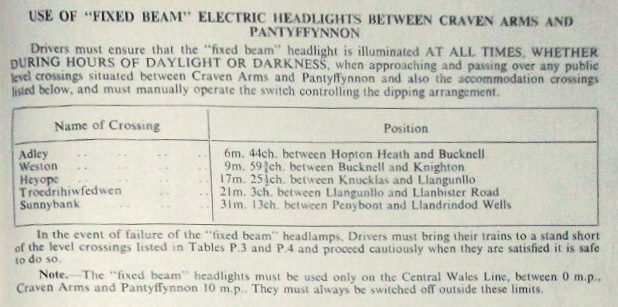 USE OF "FIXED BEAM" ELECTRIC HEADLIGHTS BETWEEN CRAVEN ARMS AND
PANTYFFYNNON
Drivers must ensure that the "fixed beam" headlight is illuminated AT ALL TIMES, WHETHER
DURING HOURS OF DAYLIGHT OR DARKNESS, when approaching and passing over any public
level crossings situated between Craven Arms and Pantyffynnon and also the accommodation crossings
listed below, and must manually operate the switch controlling the dipping arrangement.
Name of Crossing Position
Adley .. .. .. .. 6m. 44ch. between Hopton Heath and Bucknell
Weston .. .. .. .. 9m. 59½ch. between Bucknell and Knighton
Heyope .. .. .. .. 17m. 25½ch. between Knucklas and Llangunllo
Troedrihiwfedwen .. .. .. 21m. 3ch. between Llangunllo and Llanbister Road
Sunnybank .. .. .. .. 31m. 13ch. between Penybont and Llandrindod Wells
In the event of failure of the "fixed beam" headlamps, Drivers must bring their trains to a stand short
of the level crossings listed in Tables P.3 and P.4 and proceed cautiously when they are satisfied it is safe
to do so.
Note.—The "fixed beam" headlights must be used only on the Central Wales Line, between 0 m.p.,
Craven Arms and Pantyffynnon 10 m.p.. They must always be switched off outside these limits.